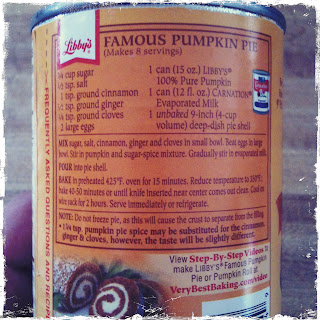 Libby's
FAMOUS PUMPKIN PIE
(Makes 8 servings)
¾ cup sugar
½ tsp. salt
1 tsp. ground cinnamon
½ tsp. ground ginger
¼ tsp. ground cloves
2 large eggs
1 can (15 oz.) LIBBY'S®
100% Pure Pumpkin
1 can (12 fl. oz.) CARNATION®
Evaporated Milk
1 unbaked 9-inch (4-cup
volume) deep-dish pie shell
MIX sugar, salt, cinnamon, ginger and cloves in small bowl. Beat eggs in large
bowl. Stir in pumpkin and sugar-spice mixture. Gradually stir in evaporated milk.
POUR into pie shell.
BAKE in preheated 425°F. oven for 15 minutes. Reduce temperature to 350°F.;
bake 40-50 minutes or until knife inserted near center comes out clean. Cool on
wire rack for 2 hours. Serve immediately or refrigerate.
NOTE: Do not freeze pie, as this will cause the crust to separate from the filling.
• 1¾ tsp. pumpkin pie spice may be substituted for the cinnamon,
ginger & cloves, however, the taste will be slightly different.
View Step-By-Step Videos to
make LIBBY'S® Famous Pumpkin
Pie or Pumpkin Roll at
VeryBestBaking.com/video
FREQUENTLY ASKED QUESTIONS AND RECIPE